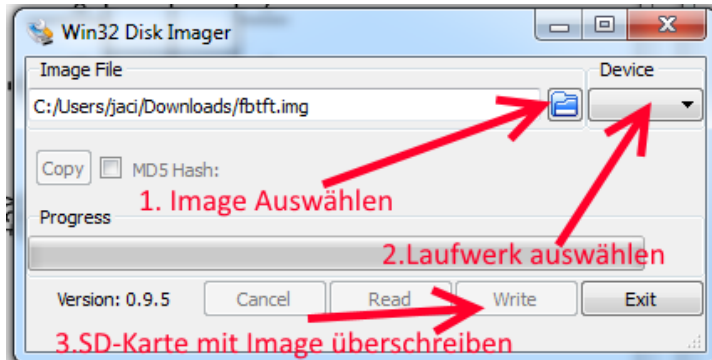 Win32 Disk Imager
Image File
Device
C:/Users/jaci/Downloads/fbtft.img
Copy MD5 Hash:
1. Image Auswählen
Progress
2.Laufwerk auswählen
Version: 0.9.5 Cancel Read Write Exit
3.SD-Karte mit Image überschreiben